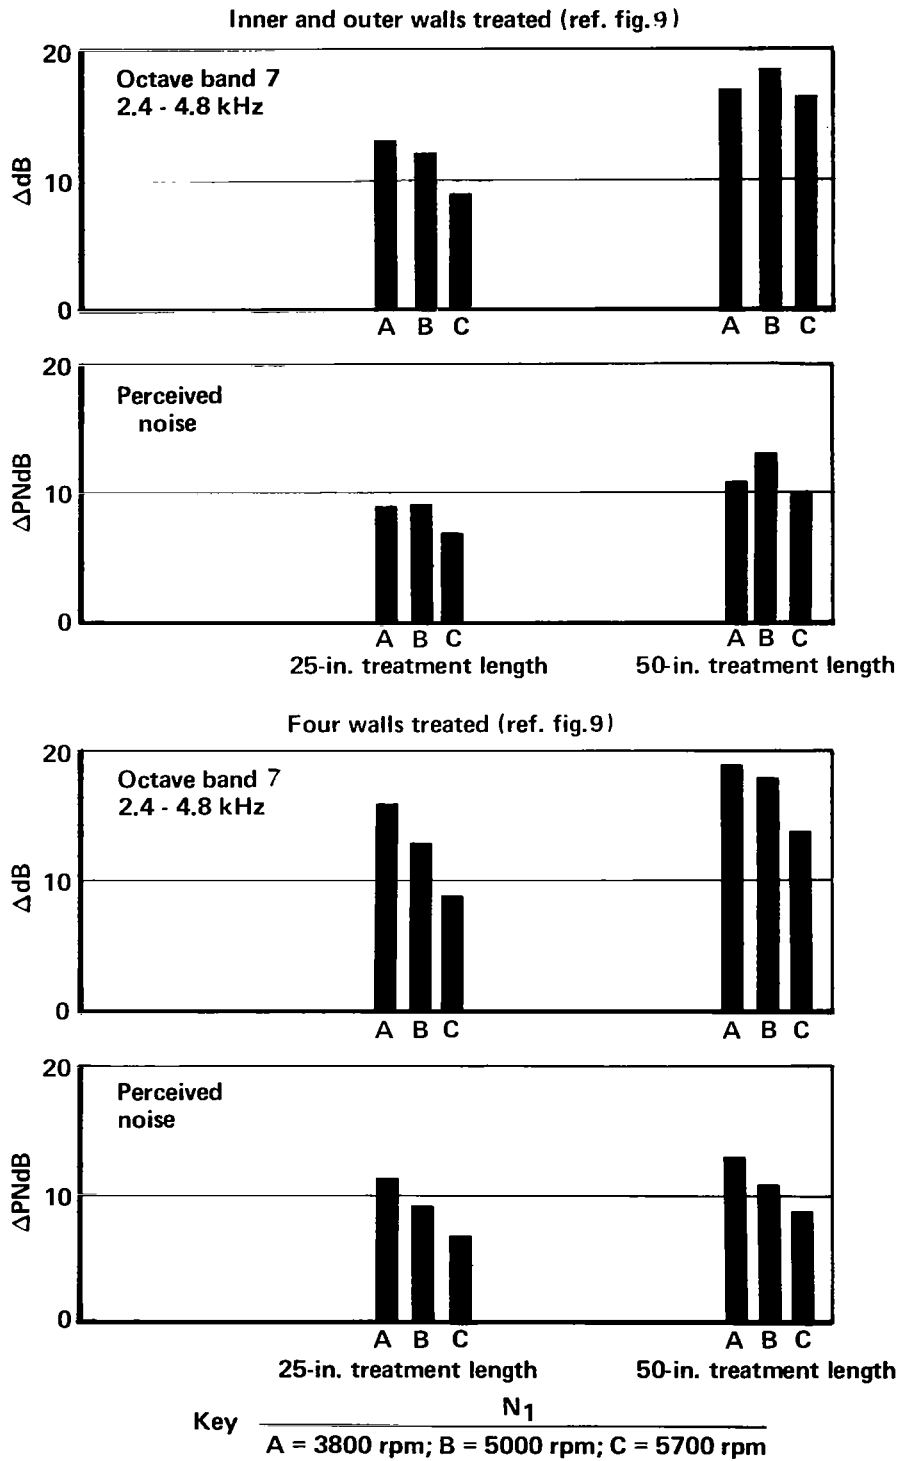 Inner and outer walls treated (ref. fig.9)
20
Octave band 7
2.4 - 4.8 kHz
ΔdB
10
0
A B C
A B C
20
Perceived
noise
ΔPNdB
10
0
A B C
A B C
25-in. treatment length
50-in. treatment length
Four walls treated (ref. fig.9)
20
Octave band 7
2.4 - 4.8 kHz
ΔdB
10
0
A B C
A B C
20
Perceived
noise
ΔPNdB
10
0
A B C
A B C
25-in. treatment length
50-in. treatment length
Key
N1
A = 3800 rpm; B = 5000 rpm; C = 5700 rpm